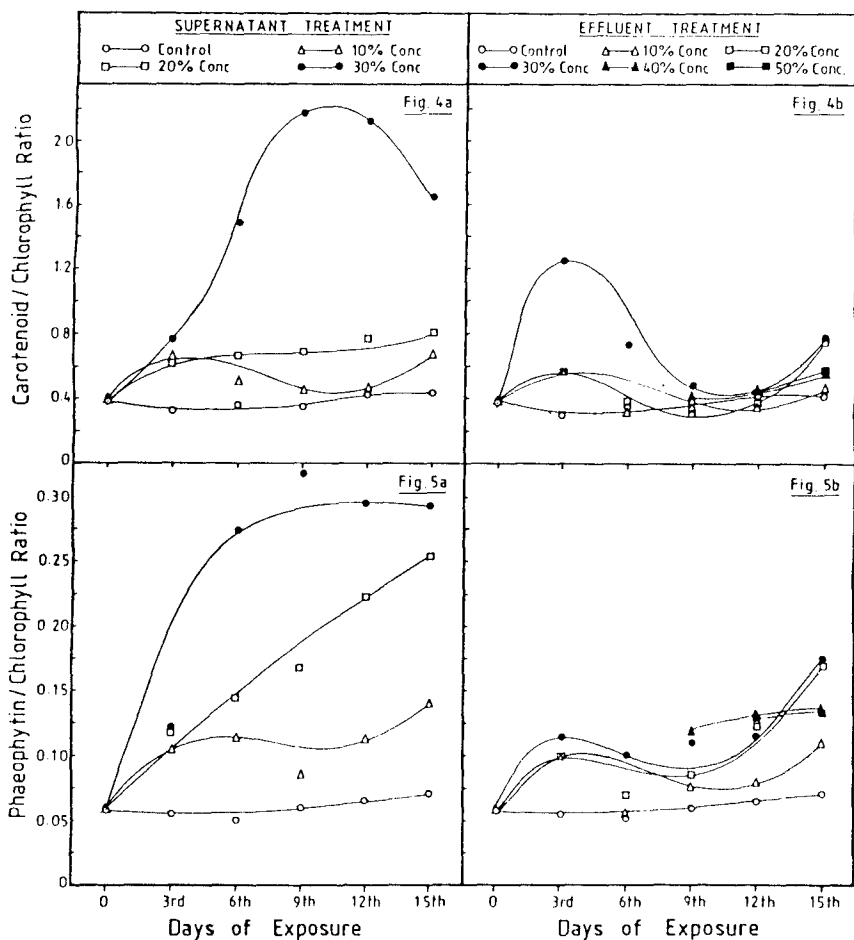 SUPERNATANT TREATMENT
Control
10% Conc
20% Conc
30% Conc
EFFLUENT TREATMENT
Control
10% Conc
20% Conc
30% Conc
40% Conc
50% Conc.
Fig. 4a
Carotenoid / Chlorophyll Ratio
2.0
1.6
1.2
0.8
0.4
0
Fig. 4b
Fig. 5a
Phaeophytin / Chlorophyll Ratio
0.30
0.25
0.20
0.15
0.10
0.05
0
Fig. 5b
0 3rd 6th 9th 12th 15th
Days of Exposure
0 3rd 6th 9th 12th 15th
Days of Exposure